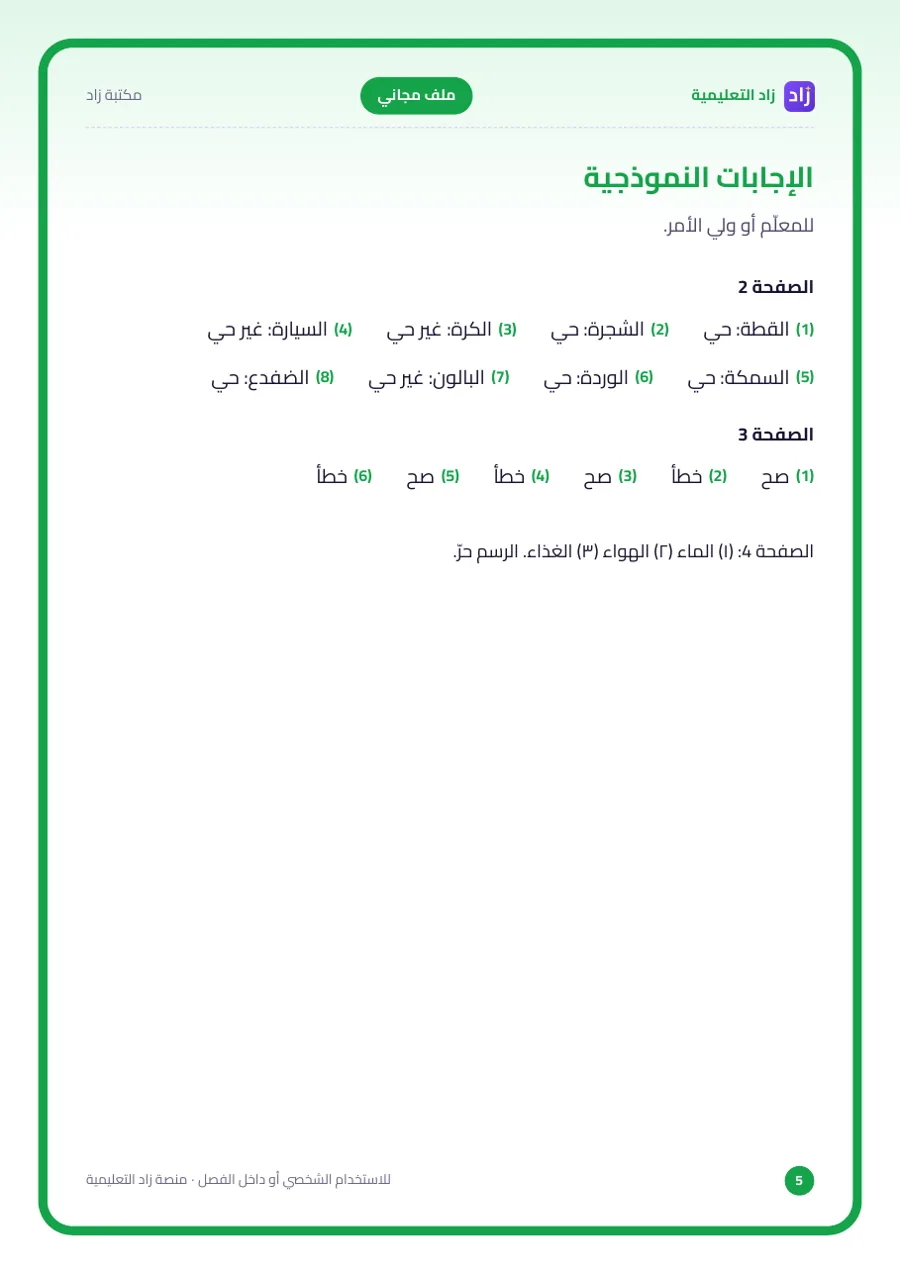 زاد
زاد التعليمية
ملف مجاني
مكتبة زاد
الإجابات النموذجية
للمعلّم أو ولي الأمر.
الصفحة 2
(1) القطة: حي (2) الشجرة: حي (3) الكرة: غير حي (4) السيارة: غير حي
(5) السمكة: حي (6) الوردة: حي (7) البالون: غير حي (8) الضفدع: حي
الصفحة 3
(1) صح (2) خطأ (3) صح (4) خطأ (5) صح (6) خطأ
الصفحة 4: (١) الماء (٢) الهواء (٣) الغذاء. الرسم حرّ.
5
للاستخدام الشخصي أو داخل الفصل · منصة زاد التعليمية